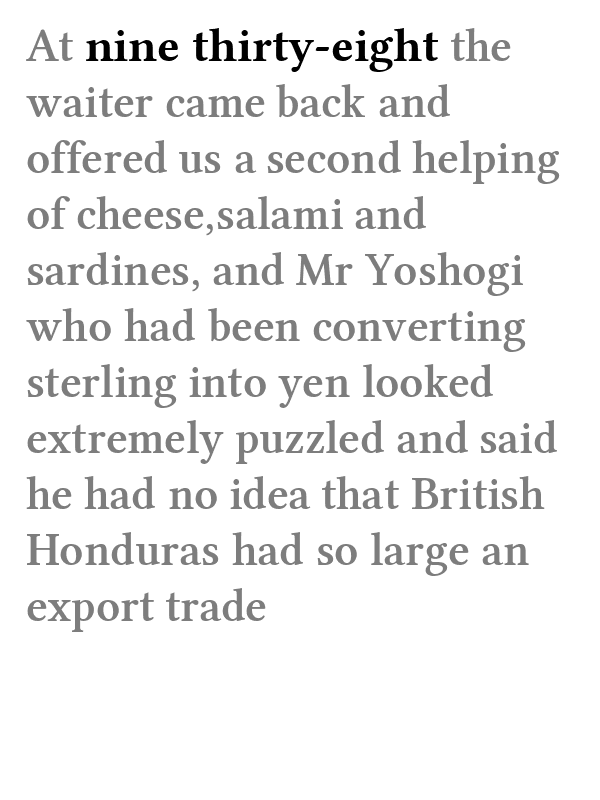 At nine thirty-eight the
waiter came back and
offered us a second helping
of cheese,salami and
sardines, and Mr Yoshogi
who had been converting
sterling into yen looked
extremely puzzled and said
he had no idea that British
Honduras had so large an
export trade